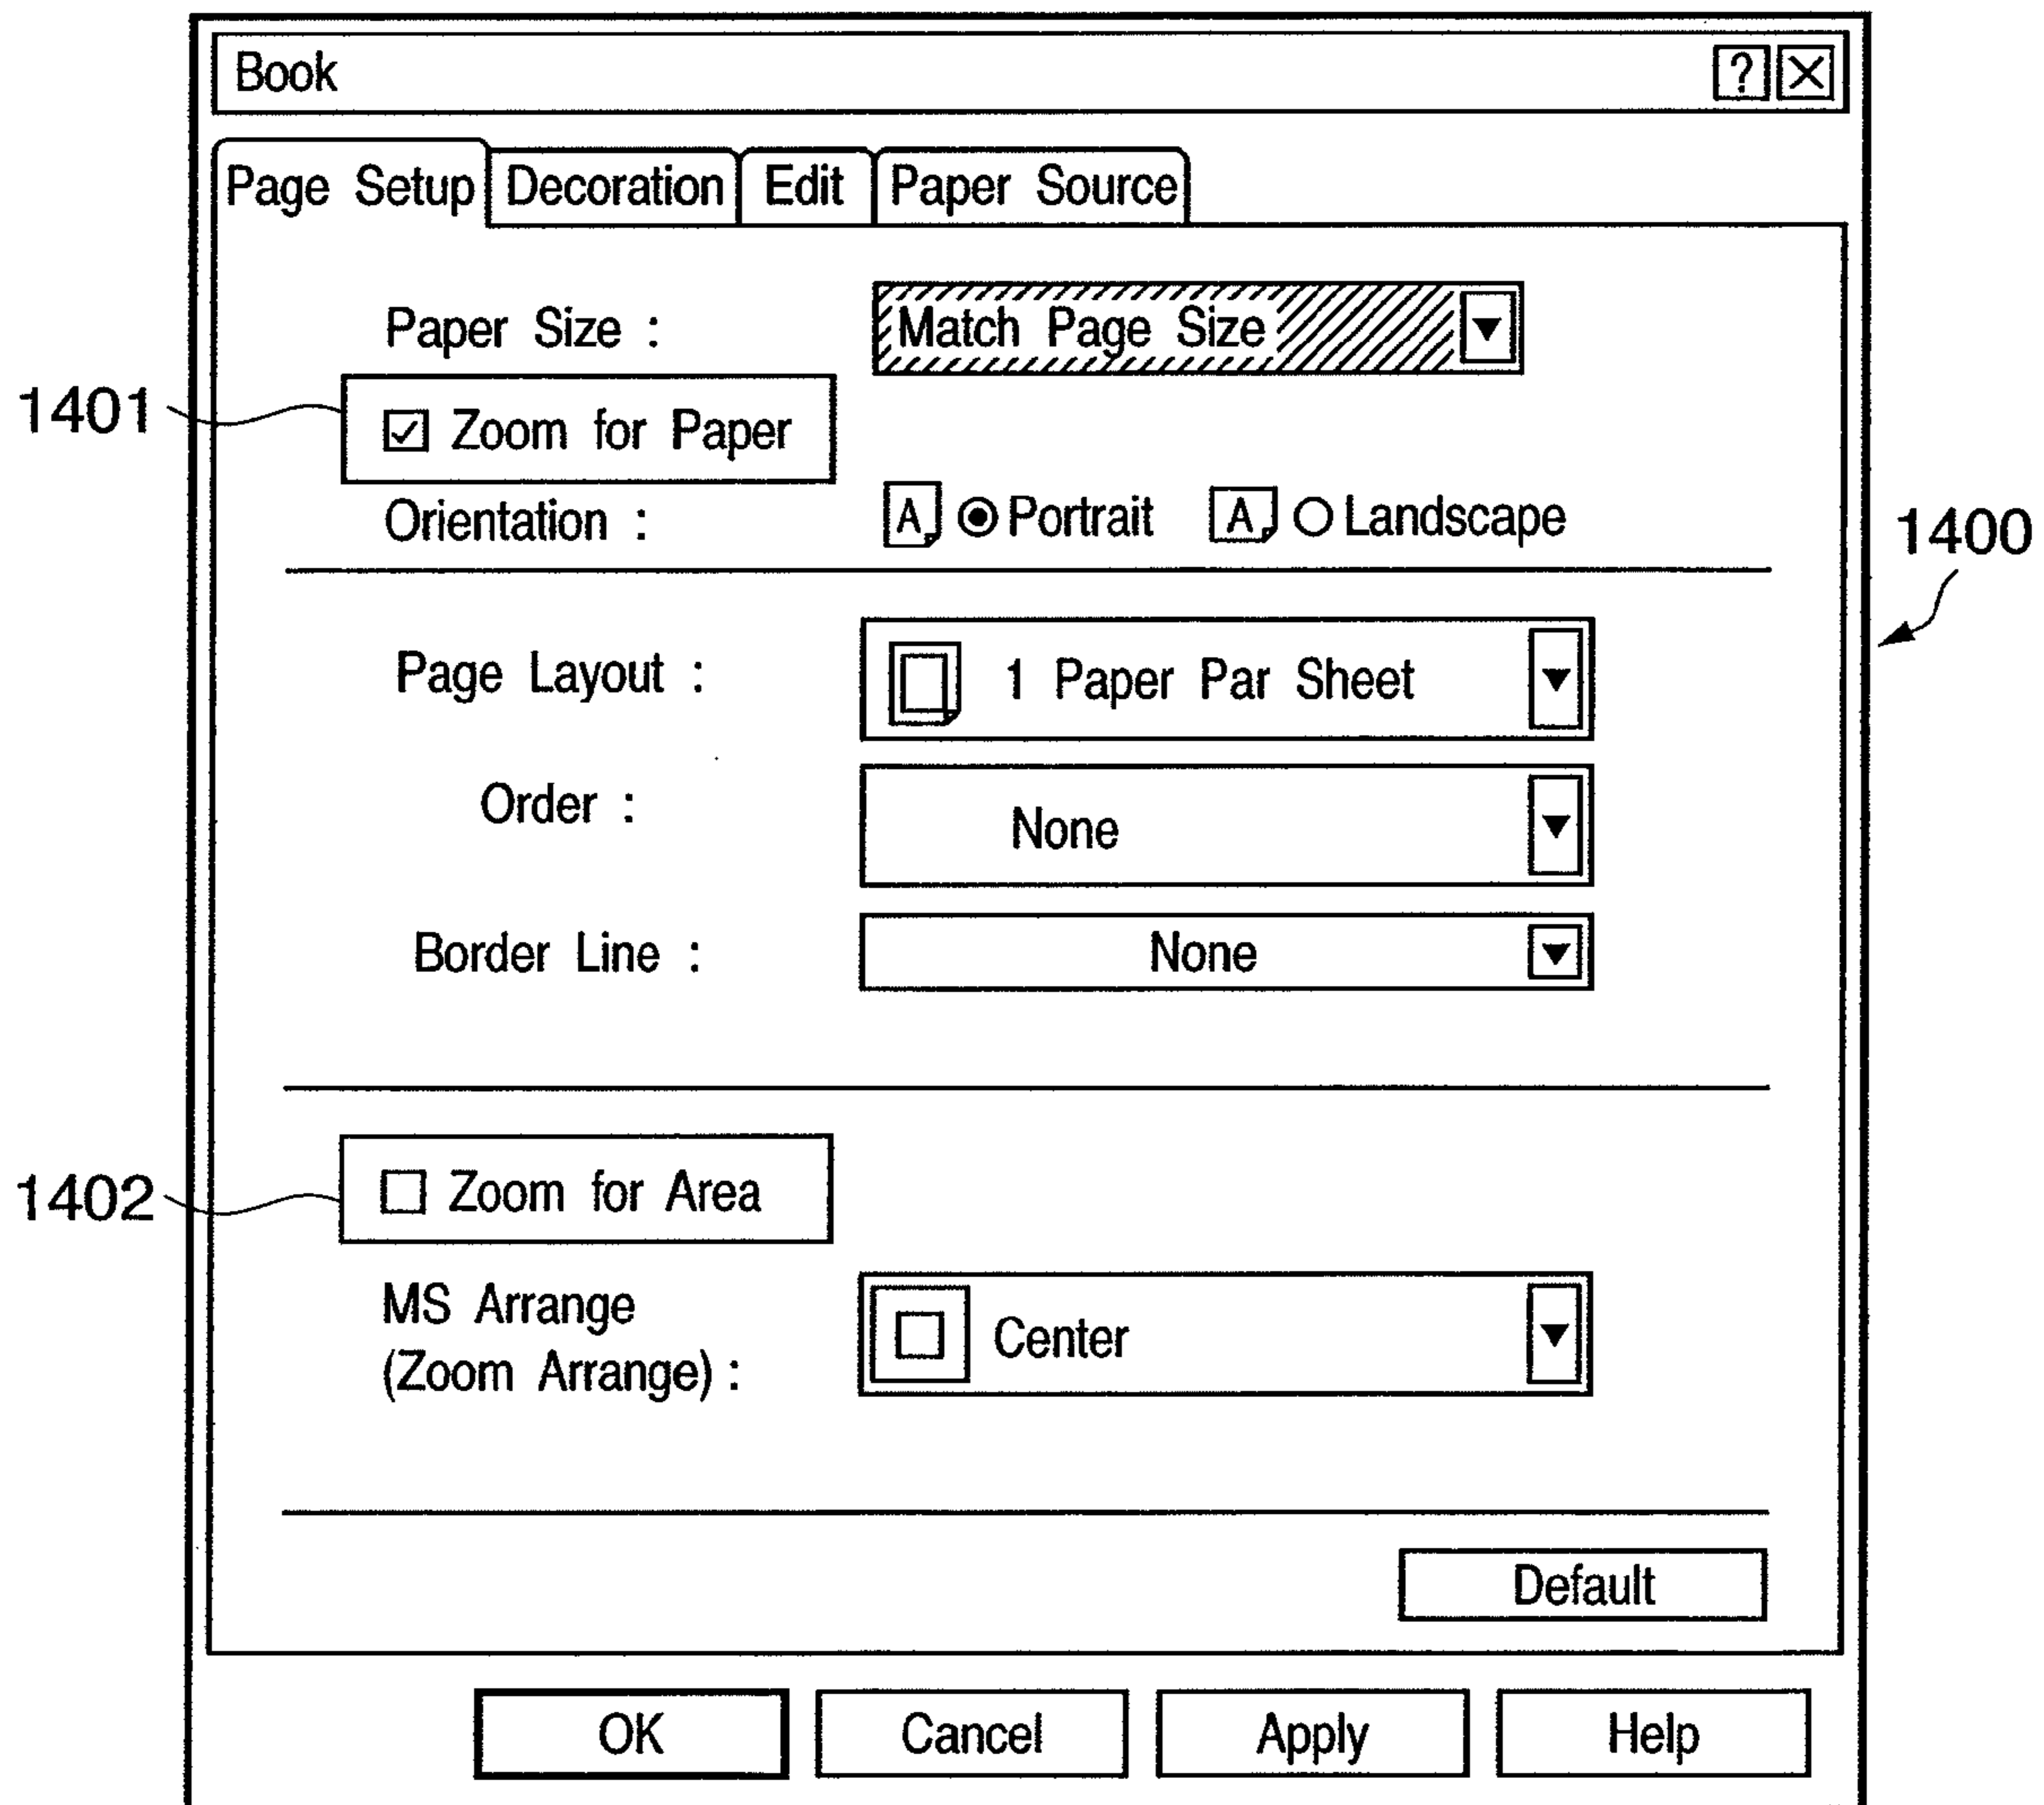 Book ?
Page Setup Decoration Edit Paper Source
Paper Size : Match Page Size
1401
Zoom for Paper
Orientation : A Portrait A Landscape
1400
Page Layout : 1 Paper Par Sheet
Order : None
Border Line : None
1402
Zoom for Area
MS Arrange
(Zoom Arrange) : Center
Default
OK Cancel Apply Help